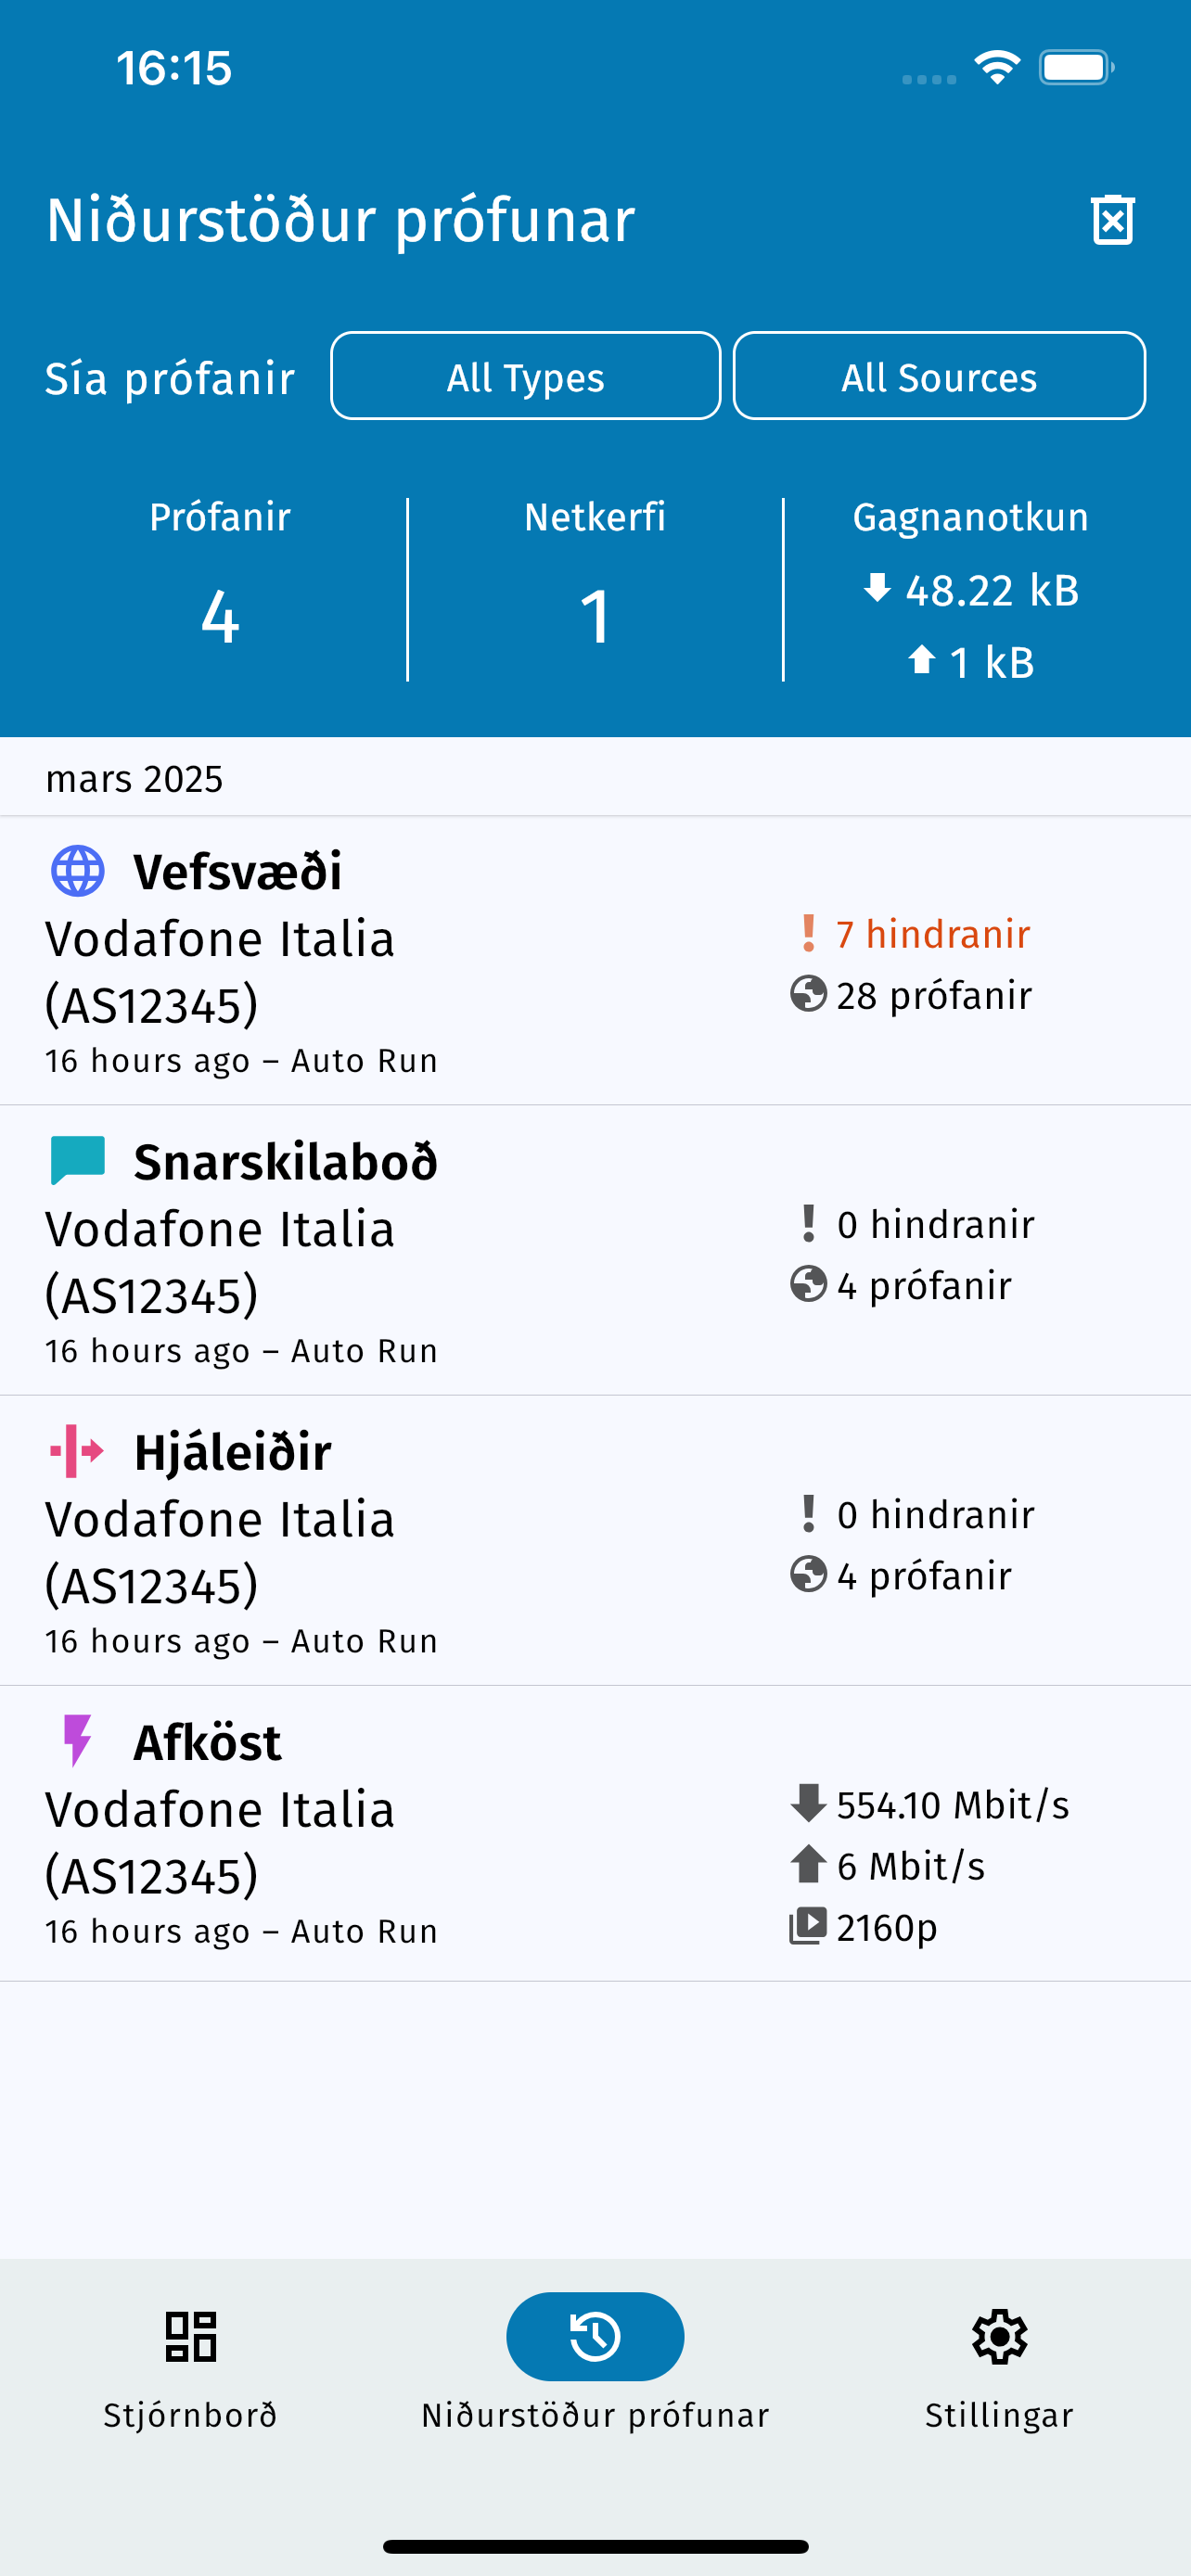 16:15
Niðurstöður prófunar
Sía prófanir
All Types
All Sources
Prófanir
4
Netkerfi
1
Gagnanotkun
48.22 kB
1 kB
mars 2025
Vefsvæði
Vodafone Italia
(AS12345)
16 hours ago – Auto Run
7 hindranir
28 prófanir
Snarskilaboð
Vodafone Italia
(AS12345)
16 hours ago – Auto Run
0 hindranir
4 prófanir
Hjáleiðir
Vodafone Italia
(AS12345)
16 hours ago – Auto Run
0 hindranir
4 prófanir
Afköst
Vodafone Italia
(AS12345)
16 hours ago – Auto Run
554.10 Mbit/s
6 Mbit/s
2160p
Stjórnborð
Niðurstöður prófunar
Stillingar